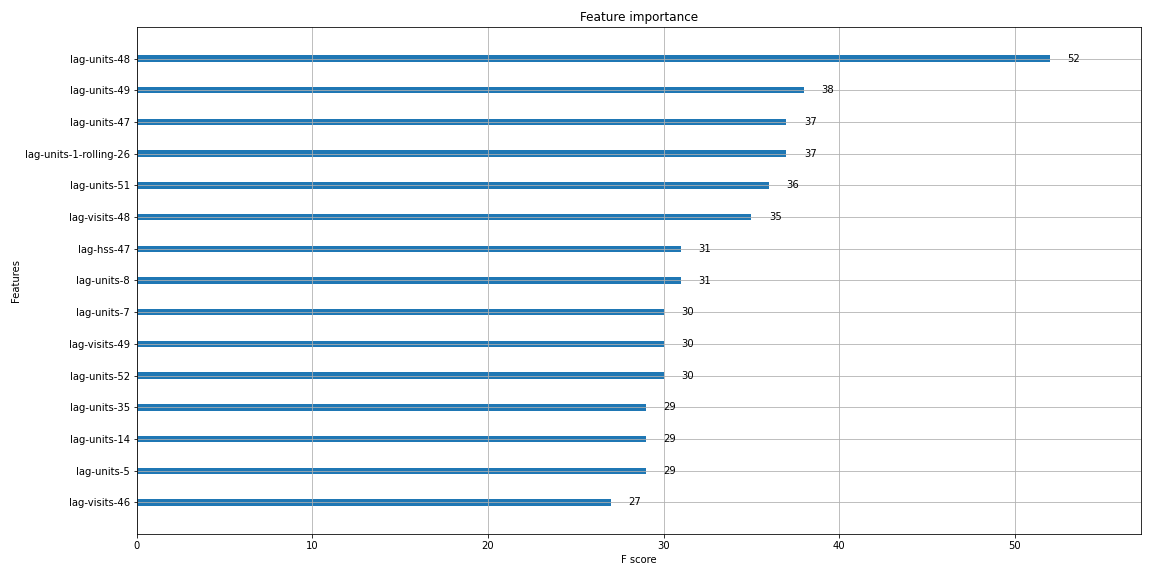 Feature importance
lag-units-48 52
lag-units-49 38
lag-units-47 37
lag-units-1-rolling-26 37
lag-units-51 36
lag-visits-48 35
lag-hss-47 31
lag-units-8 31
lag-units-7 30
lag-visits-49 30
lag-units-52 30
lag-units-35 29
lag-units-14 29
lag-units-5 29
lag-visits-46 27
Features
0 10 20 30 40 50
F score